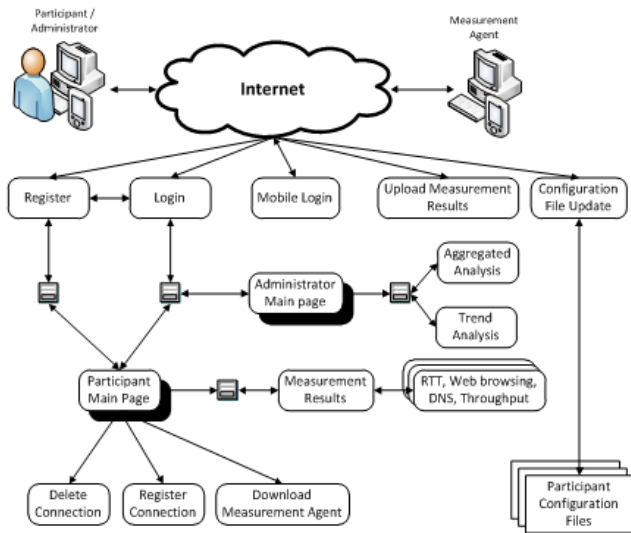 Participant /
Administrator
Measurement
Agent
Internet
Register
Login
Mobile Login
Upload Measurement
Results
Configuration
File Update
Aggregated
Analysis
Administrator
Main page
Trend
Analysis
Participant
Main Page
Measurement
Results
RTT, Web browsing,
DNS, Throughput
Delete
Connection
Register
Connection
Download
Measurement Agent
Participant
Configuration
Files